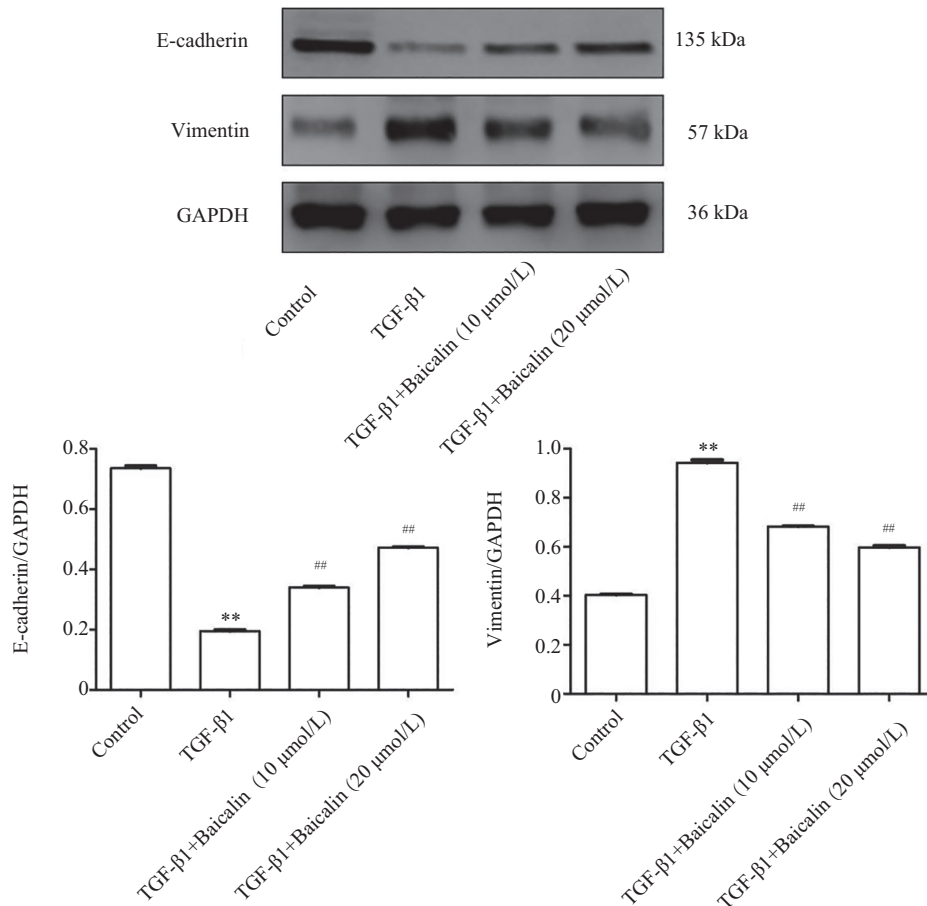 E-cadherin
135 kDa
Vimentin
57 kDa
GAPDH
36 kDa
Control
TGF-β1
TGF-β1+Baicalin (10 μmol/L)
TGF-β1+Baicalin (20 μmol/L)
E-cadherin/GAPDH
0.8
0.6
0.4
0.2
0
**
##
##
Control
TGF-β1
TGF-β1+Baicalin (10 μmol/L)
TGF-β1+Baicalin (20 μmol/L)
Vimentin/GAPDH
1.0
0.8
0.6
0.4
0.2
0
**
##
##
Control
TGF-β1
TGF-β1+Baicalin (10 μmol/L)
TGF-β1+Baicalin (20 μmol/L)